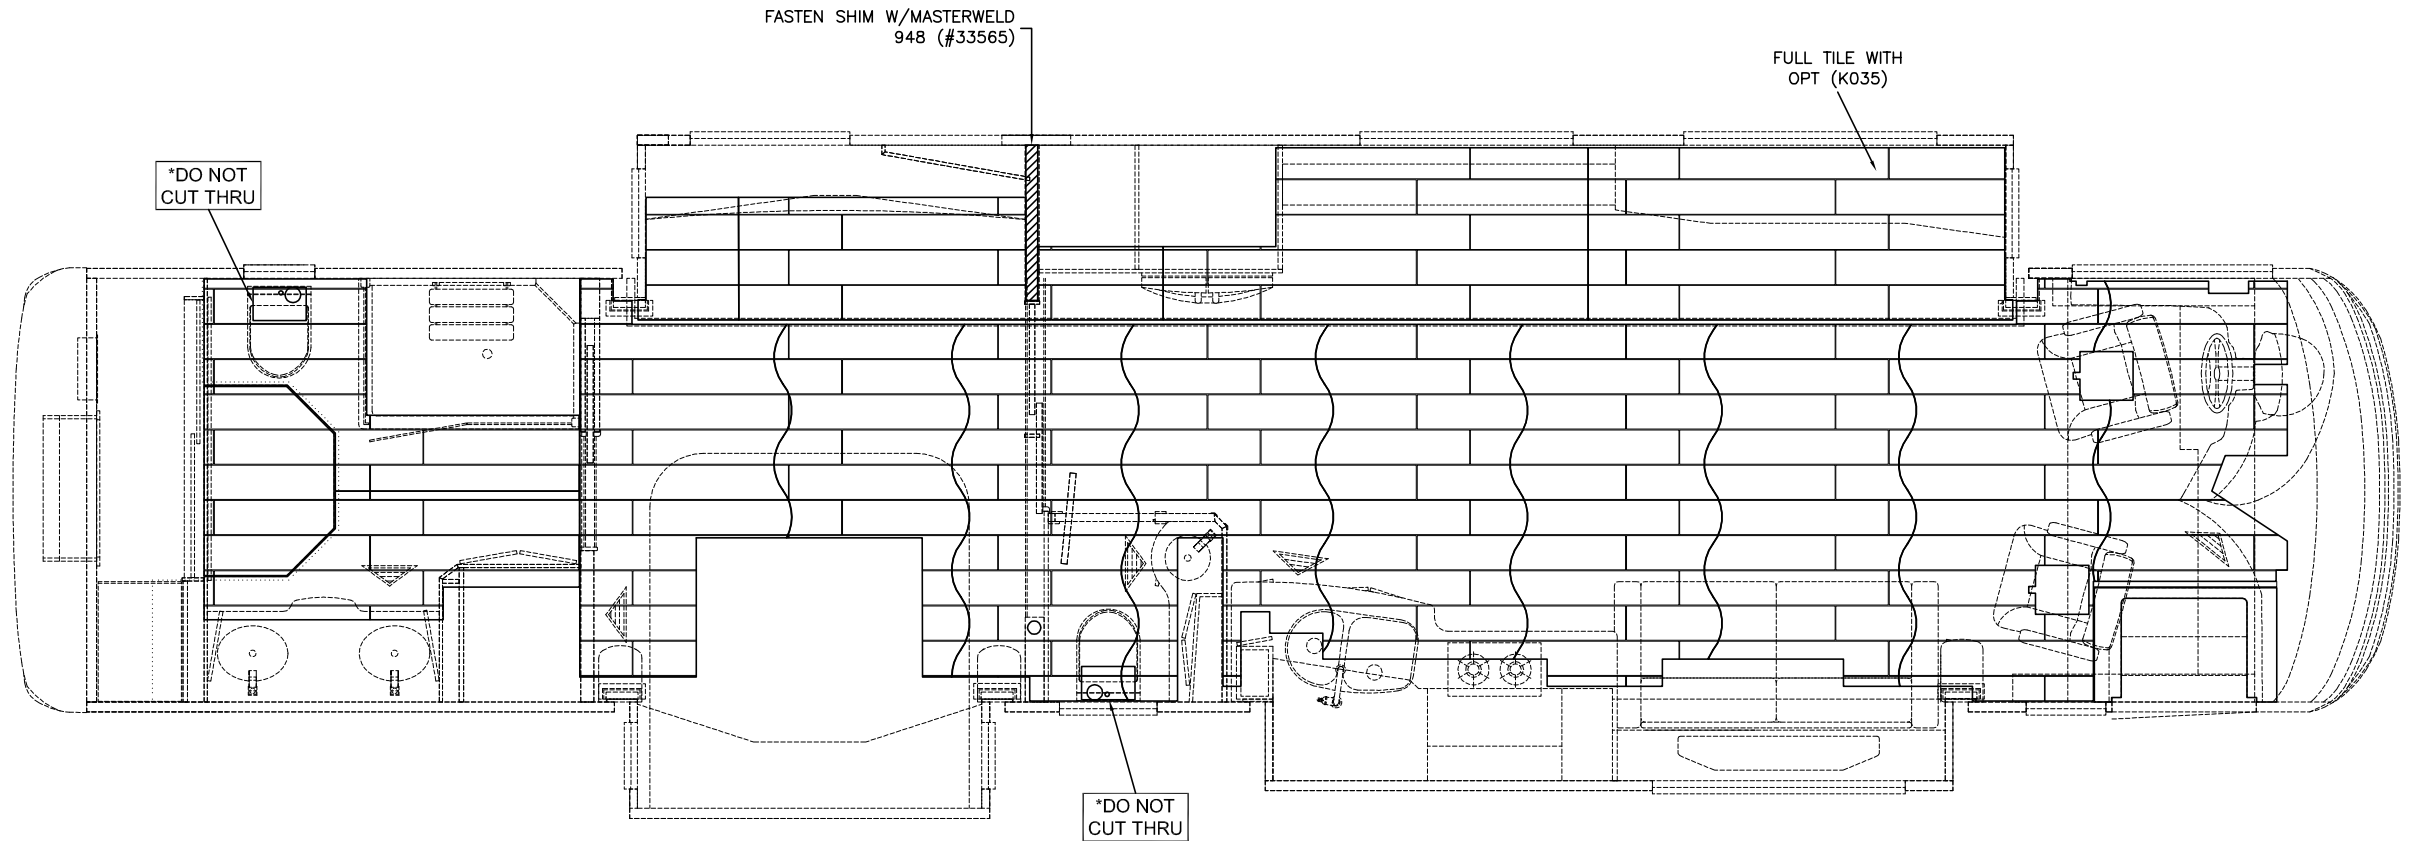 FASTEN SHIM W/MASTERWELD
948 (#33565)
FULL TILE WITH
OPT (K035)
*DO NOT
CUT THRU
*DO NOT
CUT THRU